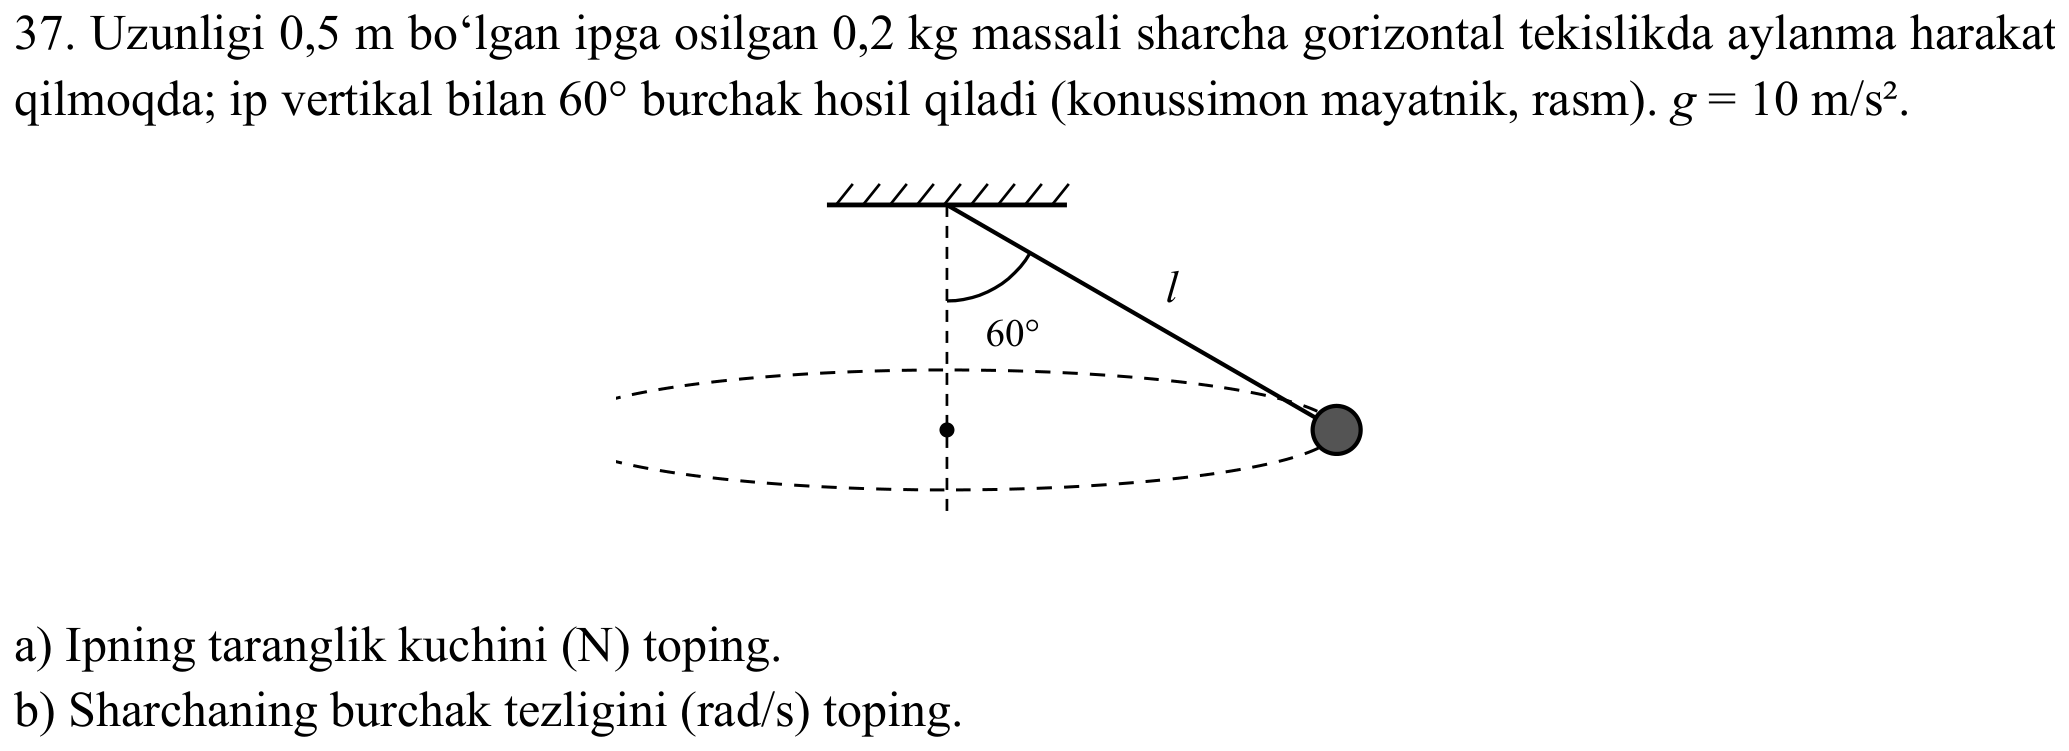 37. Uzunligi 0,5 m bo‘lgan ipga osilgan 0,2 kg massali sharcha gorizontal tekislikda aylanma harakat
qilmoqda; ip vertikal bilan 60° burchak hosil qiladi (konussimon mayatnik, rasm). g = 10 m/s².
l
60°
a) Ipning taranglik kuchini (N) toping.
b) Sharchaning burchak tezligini (rad/s) toping.